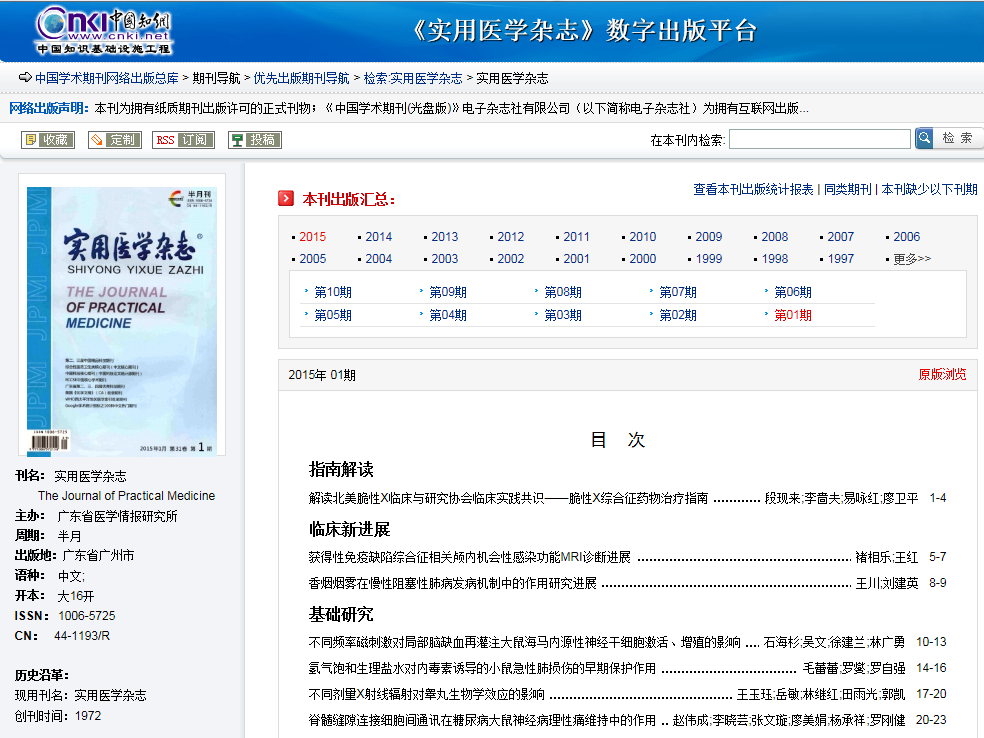 Cnki中国知网
www.cnki.net
中国知识基础设施工程
《实用医学杂志》数字出版平台
中国学术期刊网络出版总库 > 期刊导航 > 优先出版期刊导航 > 检索:实用医学杂志 > 实用医学杂志
网络出版声明：本刊为拥有纸质期刊出版许可的正式刊物；《中国学术期刊(光盘版)》电子杂志社有限公司（以下简称电子杂志社）为拥有互联网出版...
收藏 定制 RSS 订阅 投稿 在本刊内检索: 检 索
半月刊
实用医学杂志®
SHIYONG YIXUE ZAZHI
THE JOURNAL
OF PRACTICAL
MEDICINE
JPM JPM JPM JPM
ISSN 1006-5725
2015年1月 第31卷 第1期
刊名： 实用医学杂志
The Journal of Practical Medicine
主办： 广东省医学情报研究所
周期： 半月
出版地：广东省广州市
语种： 中文;
开本： 大16开
ISSN： 1006-5725
CN： 44-1193/R
历史沿革：
现用刊名：实用医学杂志
创刊时间：1972
查看本刊出版统计报表 | 同类期刊 | 本刊缺少以下刊期
本刊出版汇总：
2015 2014 2013 2012 2011 2010 2009 2008 2007 2006
2005 2004 2003 2002 2001 2000 1999 1998 1997 更多>>
第10期 第09期 第08期 第07期 第06期
第05期 第04期 第03期 第02期 第01期
2015年 01期 原版浏览
目 次
指南解读
解读北美脆性X临床与研究协会临床实践共识——脆性X综合征药物治疗指南 ............ 段现来;李啬夫;易咏红;廖卫平 1-4
临床新进展
获得性免疫缺陷综合征相关颅内机会性感染功能MRI诊断进展 ...................................................... 褚相乐;王红 5-7
香烟烟雾在慢性阻塞性肺病发病机制中的作用研究进展 ............................................................... 王川;刘建英 8-9
基础研究
不同频率磁刺激对局部脑缺血再灌注大鼠海马内源性神经干细胞激活、增殖的影响 .... 石海杉;吴文;徐建兰;林广勇 10-13
氢气饱和生理盐水对内毒素诱导的小鼠急性肺损伤的早期保护作用 .................................. 毛蕾蕾;罗燮;罗自强 14-16
不同剂量X射线辐射对睾丸生物学效应的影响 .............................................. 王玉珏;岳敏;林继红;田雨光;郭凯 17-20
脊髓缝隙连接细胞间通讯在糖尿病大鼠神经病理性痛维持中的作用 .. 赵伟成;李晓芸;张文璇;廖美娟;杨承祥;罗刚健 20-23